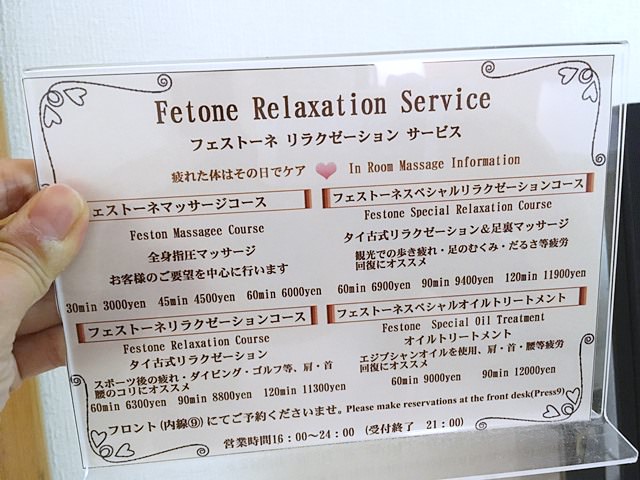 Fetone Relaxation Service
フェストーネ リラクゼーション サービス
疲れた体はその日でケア In Room Massage Information
ェストーネマッサージコース
Feston Massagee Course
全身指圧マッサージ
お客様のご要望を中心に行います
30min 3000yen 45min 4500yen 60min 6000yen
フェストーネスペシャルリラクゼーションコース
Festone Special Relaxation Course
タイ古式リラクゼーション＆足裏マッサージ
観光での歩き疲れ・足のむくみ・だるさ等疲労
回復にオススメ
60min 6900yen 90min 9400yen 120min 11900yen
フェストーネリラクゼーションコース
Festone Relaxation Course
タイ古式リラクゼーション
スポーツ後の疲れ・ダイビング・ゴルフ等、肩・首
腰のコリにオススメ
60min 6300yen 90min 8800yen 120min 11300yen
フェストーネスペシャルオイルトリートメント
Festone Special Oil Treatment
オイルトリートメント
エジプシャンオイルを使用、肩・首・腰等疲労
回復にオススメ
60min 9000yen 90min 12000yen
フロント(内線⑨)にてご予約くださいませ。Please make reservations at the front desk(Press9)
営業時間16：00～24：00 (受付終了 21：00)